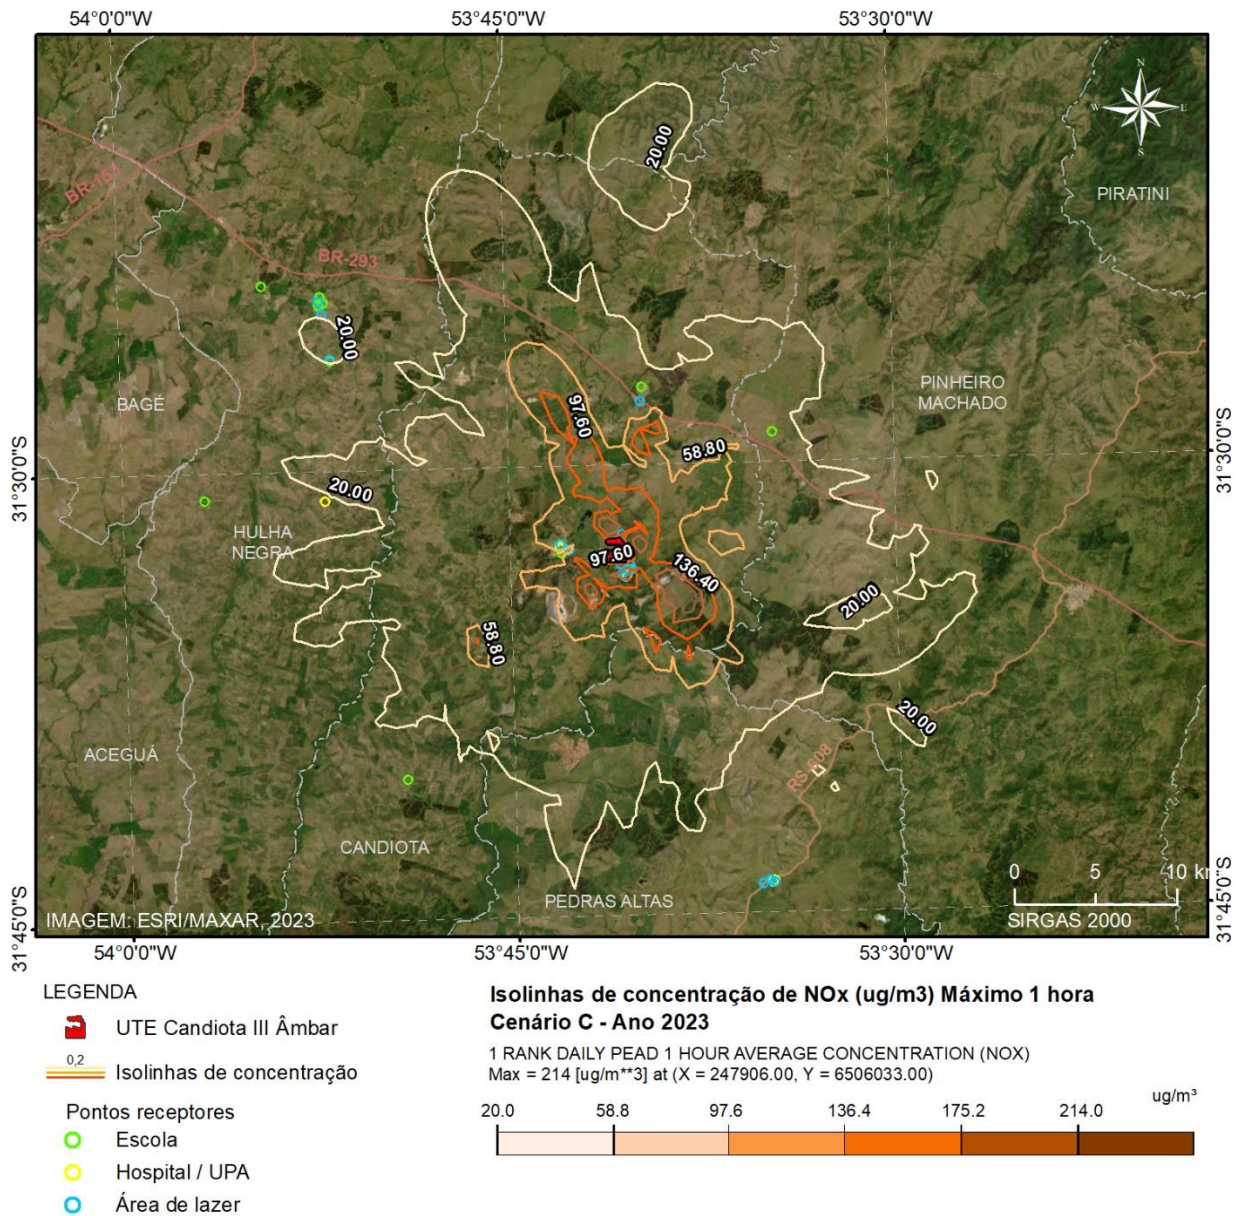 54°0'0"W 53°45'0"W 53°30'0"W
N
W E
S
20.00
PIRATINI
BR-153
BR-293
20.00
PINHEIRO
MACHADO
BAGÉ
97.60
58.80
31°30'0"S 31°30'0"S
20.00
HULHA
NEGRA
97.60
136.40
20.00
58.80
20.00
ACEGUÁ
RS-608
CANDIOTA
0 5 10 km
PEDRAS ALTAS
IMAGEM: ESRI/MAXAR, 2023
SIRGAS 2000
31°45'0"S 31°45'0"S
54°0'0"W 53°45'0"W 53°30'0"W
LEGENDA
UTE Candiota III Âmbar
0,2
Isolinhas de concentração
Pontos receptores
Escola
Hospital / UPA
Área de lazer
Isolinhas de concentração de NOx (ug/m3) Máximo 1 hora
Cenário C - Ano 2023
1 RANK DAILY PEAD 1 HOUR AVERAGE CONCENTRATION (NOX)
Max = 214 [ug/m**3] at (X = 247906.00, Y = 6506033.00)
ug/m³
20.0 58.8 97.6 136.4 175.2 214.0